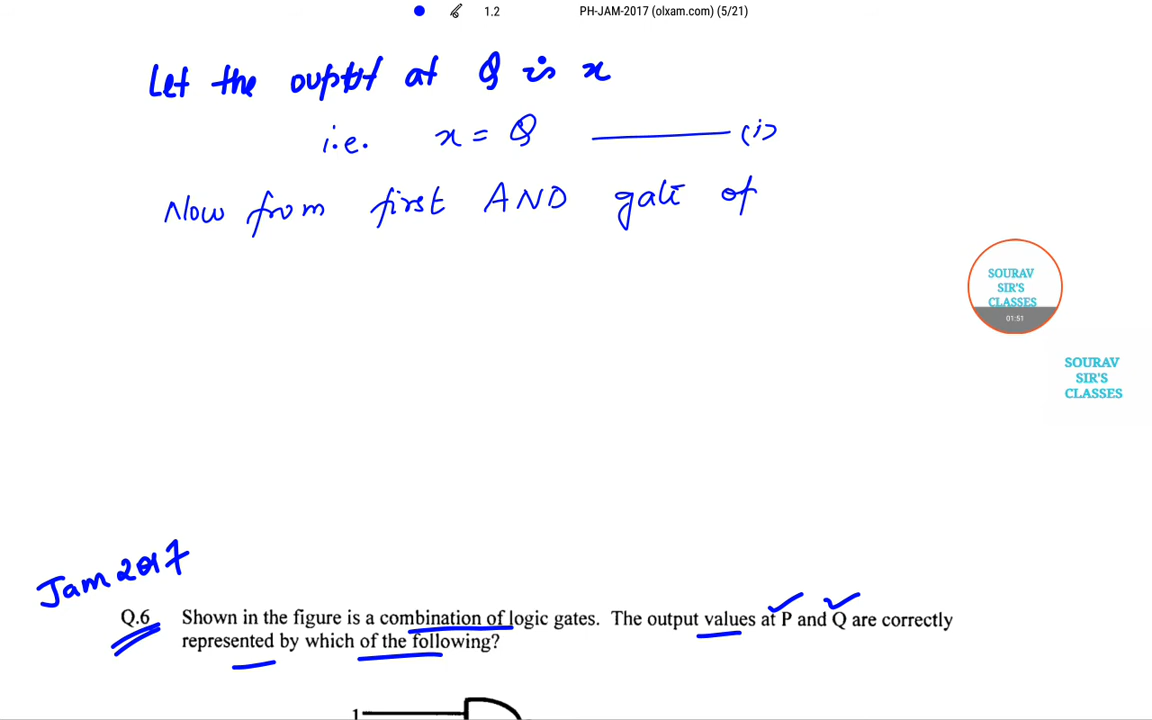 1.2 PH-JAM-2017 (olxam.com) (5/21)
Let the ouptut at Q is x
i.e. x = Q (i)
Now from first AND gate of
SOURAV
SIR'S
CLASSES
01:51
SOURAV
SIR'S
CLASSES
Jam 2017
Q.6 Shown in the figure is a combination of logic gates. The output values at P and Q are correctly
represented by which of the following?
1